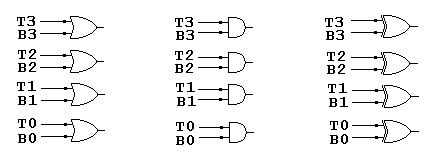 T3 T3 T3
B3 B3 B3
T2 T2 T2
B2 B2 B2
T1 T1 T1
B1 B1 B1
T0 T0 T0
B0 B0 B0